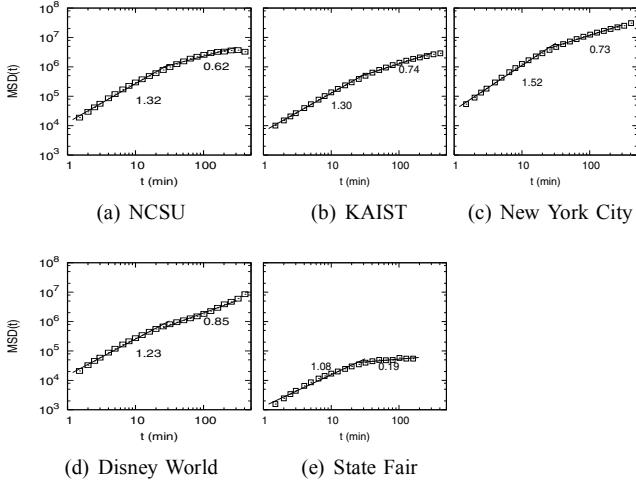 10⁸
10⁷
10⁶
10⁵
10⁴
10³
MSD(t)
1 10 100
t (min)
1.32
0.62
(a) NCSU
1 10 100
t (min)
1.30
0.74
(b) KAIST
1 10 100
t (min)
1.52
0.73
(c) New York City
10⁸
10⁷
10⁶
10⁵
10⁴
10³
MSD(t)
1 10 100
t (min)
1.23
0.85
(d) Disney World
1 10 100
t (min)
1.08
0.19
(e) State Fair